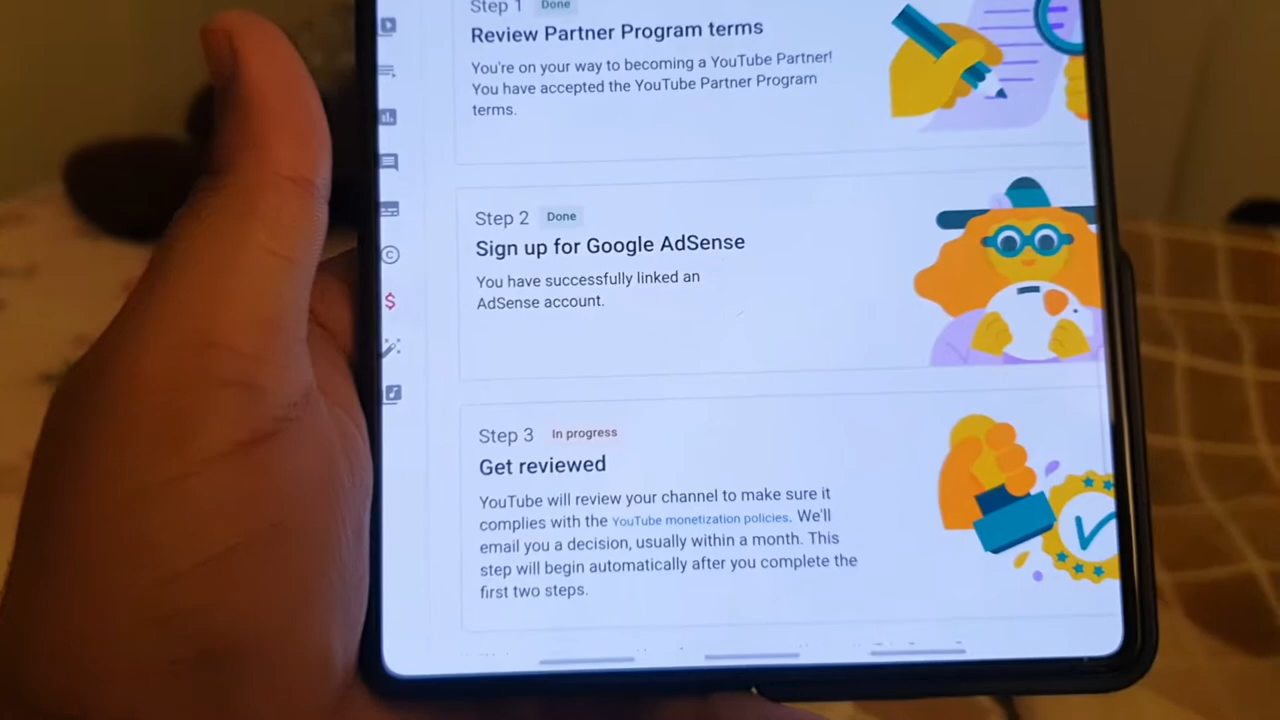 Step 1 Done
Review Partner Program terms
You're on your way to becoming a YouTube Partner!
You have accepted the YouTube Partner Program
terms.
Step 2 Done
Sign up for Google AdSense
You have successfully linked an
AdSense account.
Step 3 In progress
Get reviewed
YouTube will review your channel to make sure it
complies with the YouTube monetization policies. We'll
email you a decision, usually within a month. This
step will begin automatically after you complete the
first two steps.